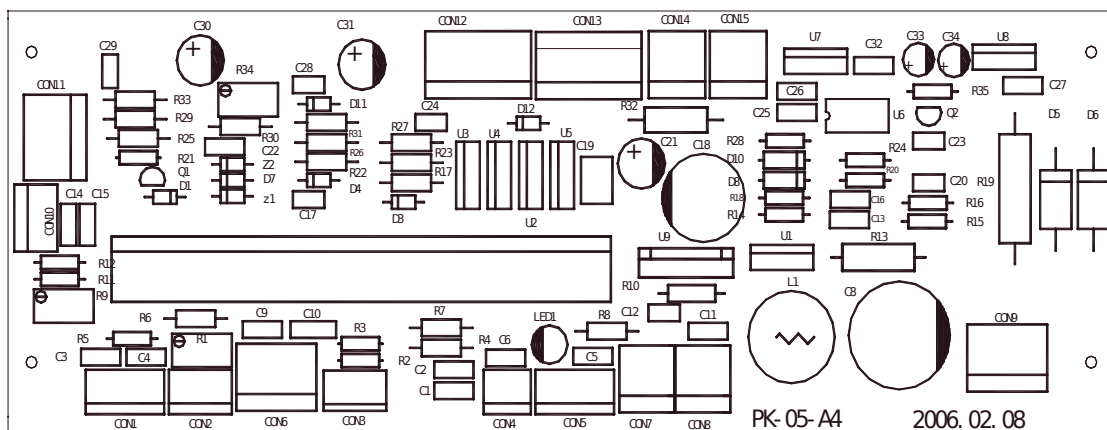 C30
C31
CON12
CON13
CON14
CON15
U7
C32
C33
C34
U8
C29
R34
C28
C27
CON11
R33
R29
R25
R21
Q1
D1
R30
C22
Z2
D7
z1
D11
R31
R26
R22
D4
C17
C24
R27
R23
R17
D3
U3
U4
D12
U5
C19
U2
R32
C21
C18
C26
C25
U6
R35
Q2
R28
D10
D8
R18
R14
R24
R20
C16
C13
C23
C20
R16
R15
R19
D5
D6
CON10
C14
C15
R12
R11
R9
U9
U1
R13
R10
L1
C8
R5
R6
C3
C4
R1
C9
C10
R3
R2
R7
R4
C6
C2
C1
LED1
R8
C12
C11
C5
CON9
CON1
CON2
CON6
CON3
CON4
CON5
CON7
CON8
PK-05-A4
2006.02.08